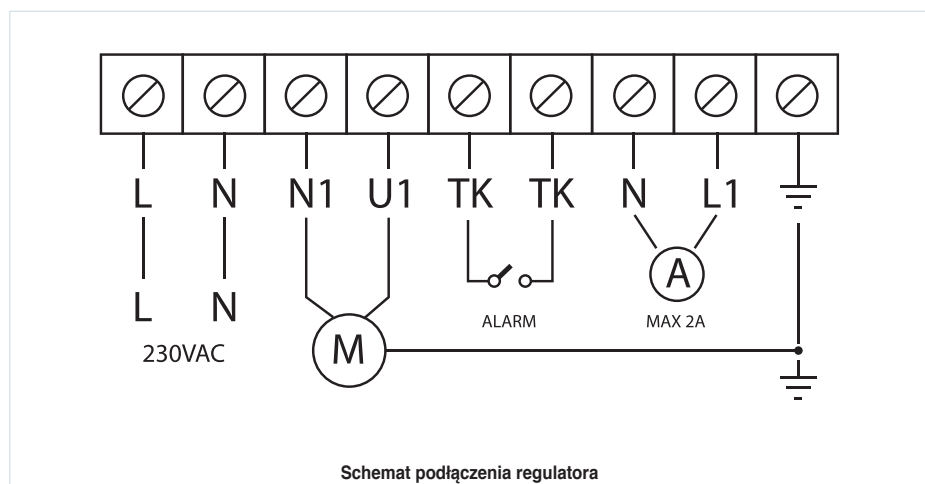 L N N1 U1 TK TK N L1
A
L N ALARM MAX 2A
230VAC M
Schemat podłączenia regulatora